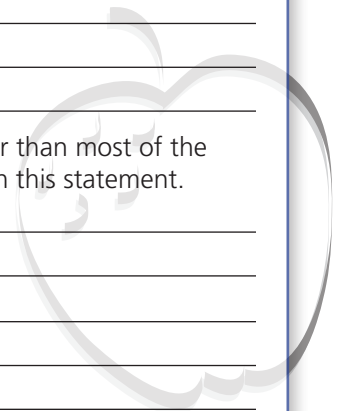 than most of the
this statement.